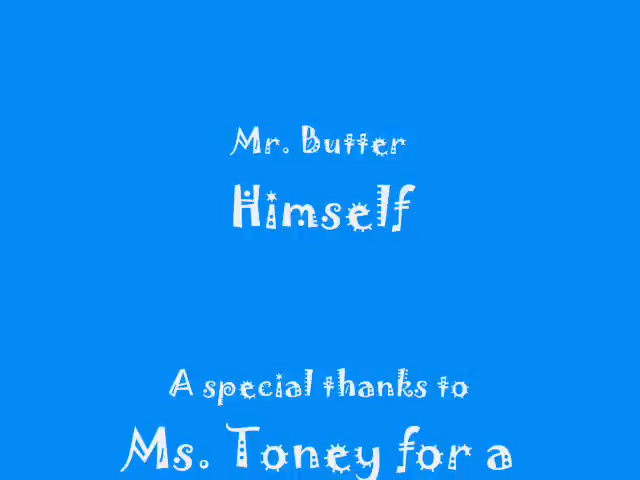 Mr. Butter
Himself
A special thanks to
Ms. Toney for a